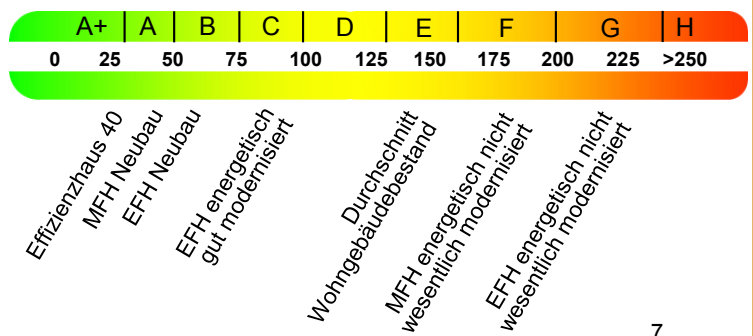 A+ A B C D E F G H
0 25 50 75 100 125 150 175 200 225 >250
Effizienzhaus 40
MFH Neubau
EFH Neubau
EFH energetisch
gut modernisiert
Durchschnitt
Wohngebäudebestand
MFH energetisch nicht
wesentlich modernisiert
EFH energetisch nicht
wesentlich modernisiert
7